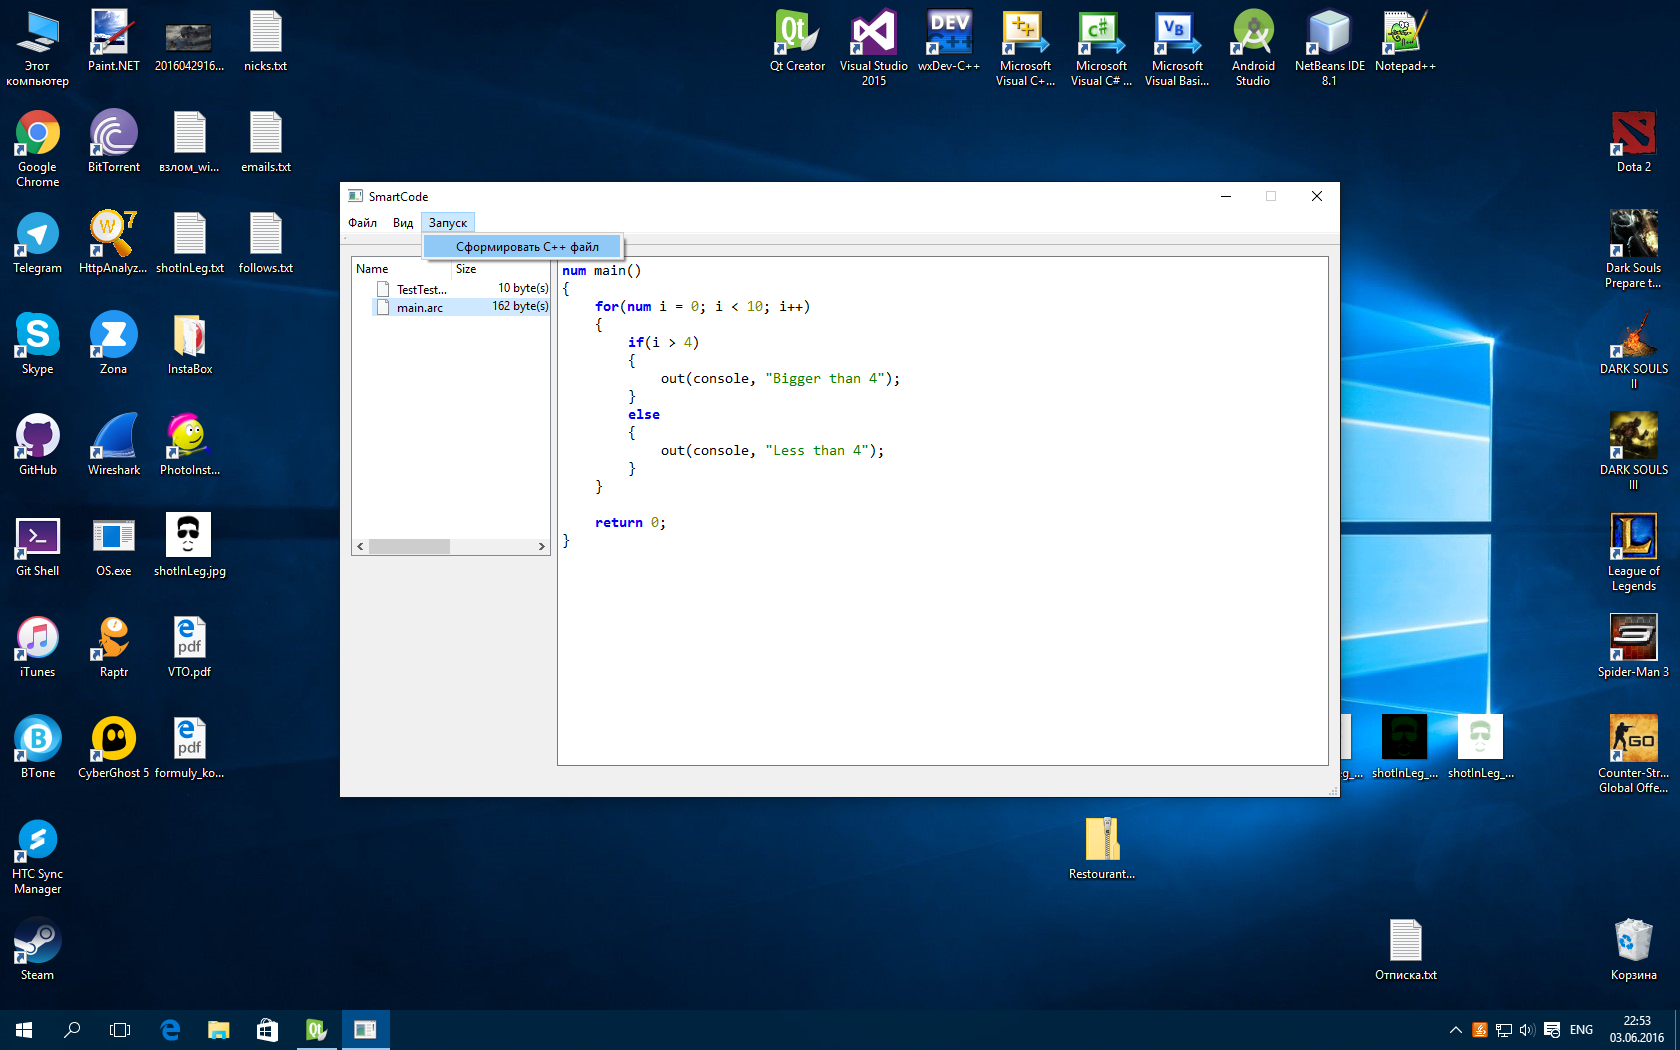 Этот компьютер
Paint.NET
2016042916...
nicks.txt
Qt Creator
Visual Studio 2015
wxDev-C++
Microsoft Visual C+...
Microsoft Visual C# ...
Microsoft Visual Basi...
Android Studio
NetBeans IDE 8.1
Notepad++
Google Chrome
BitTorrent
взлом_wi...
emails.txt
Dota 2
Telegram
HttpAnalyz...
shotInLeg.txt
follows.txt
Dark Souls Prepare t...
Skype
Zona
InstaBox
DARK SOULS II
GitHub
Wireshark
PhotoInst...
DARK SOULS III
Git Shell
OS.exe
shotInLeg.jpg
League of Legends
iTunes
Raptr
VTO.pdf
Spider-Man 3
ВТопе
CyberGhost 5
formuly_ko...
g_...
shotInLeg_...
shotInLeg_...
Counter-Str... Global Offe...
HTC Sync Manager
Restourant...
Steam
Отписка.txt
Корзина
SmartCode
Файл Вид Запуск
Сформировать C++ файл
Name Size
TestTest... 10 byte(s)
main.arc 162 byte(s)
num main()
{
for(num i = 0; i < 10; i++)
{
if(i > 4)
{
out(console, "Bigger than 4");
}
else
{
out(console, "Less than 4");
}
}
return 0;
}
ENG
22:53
03.06.2016